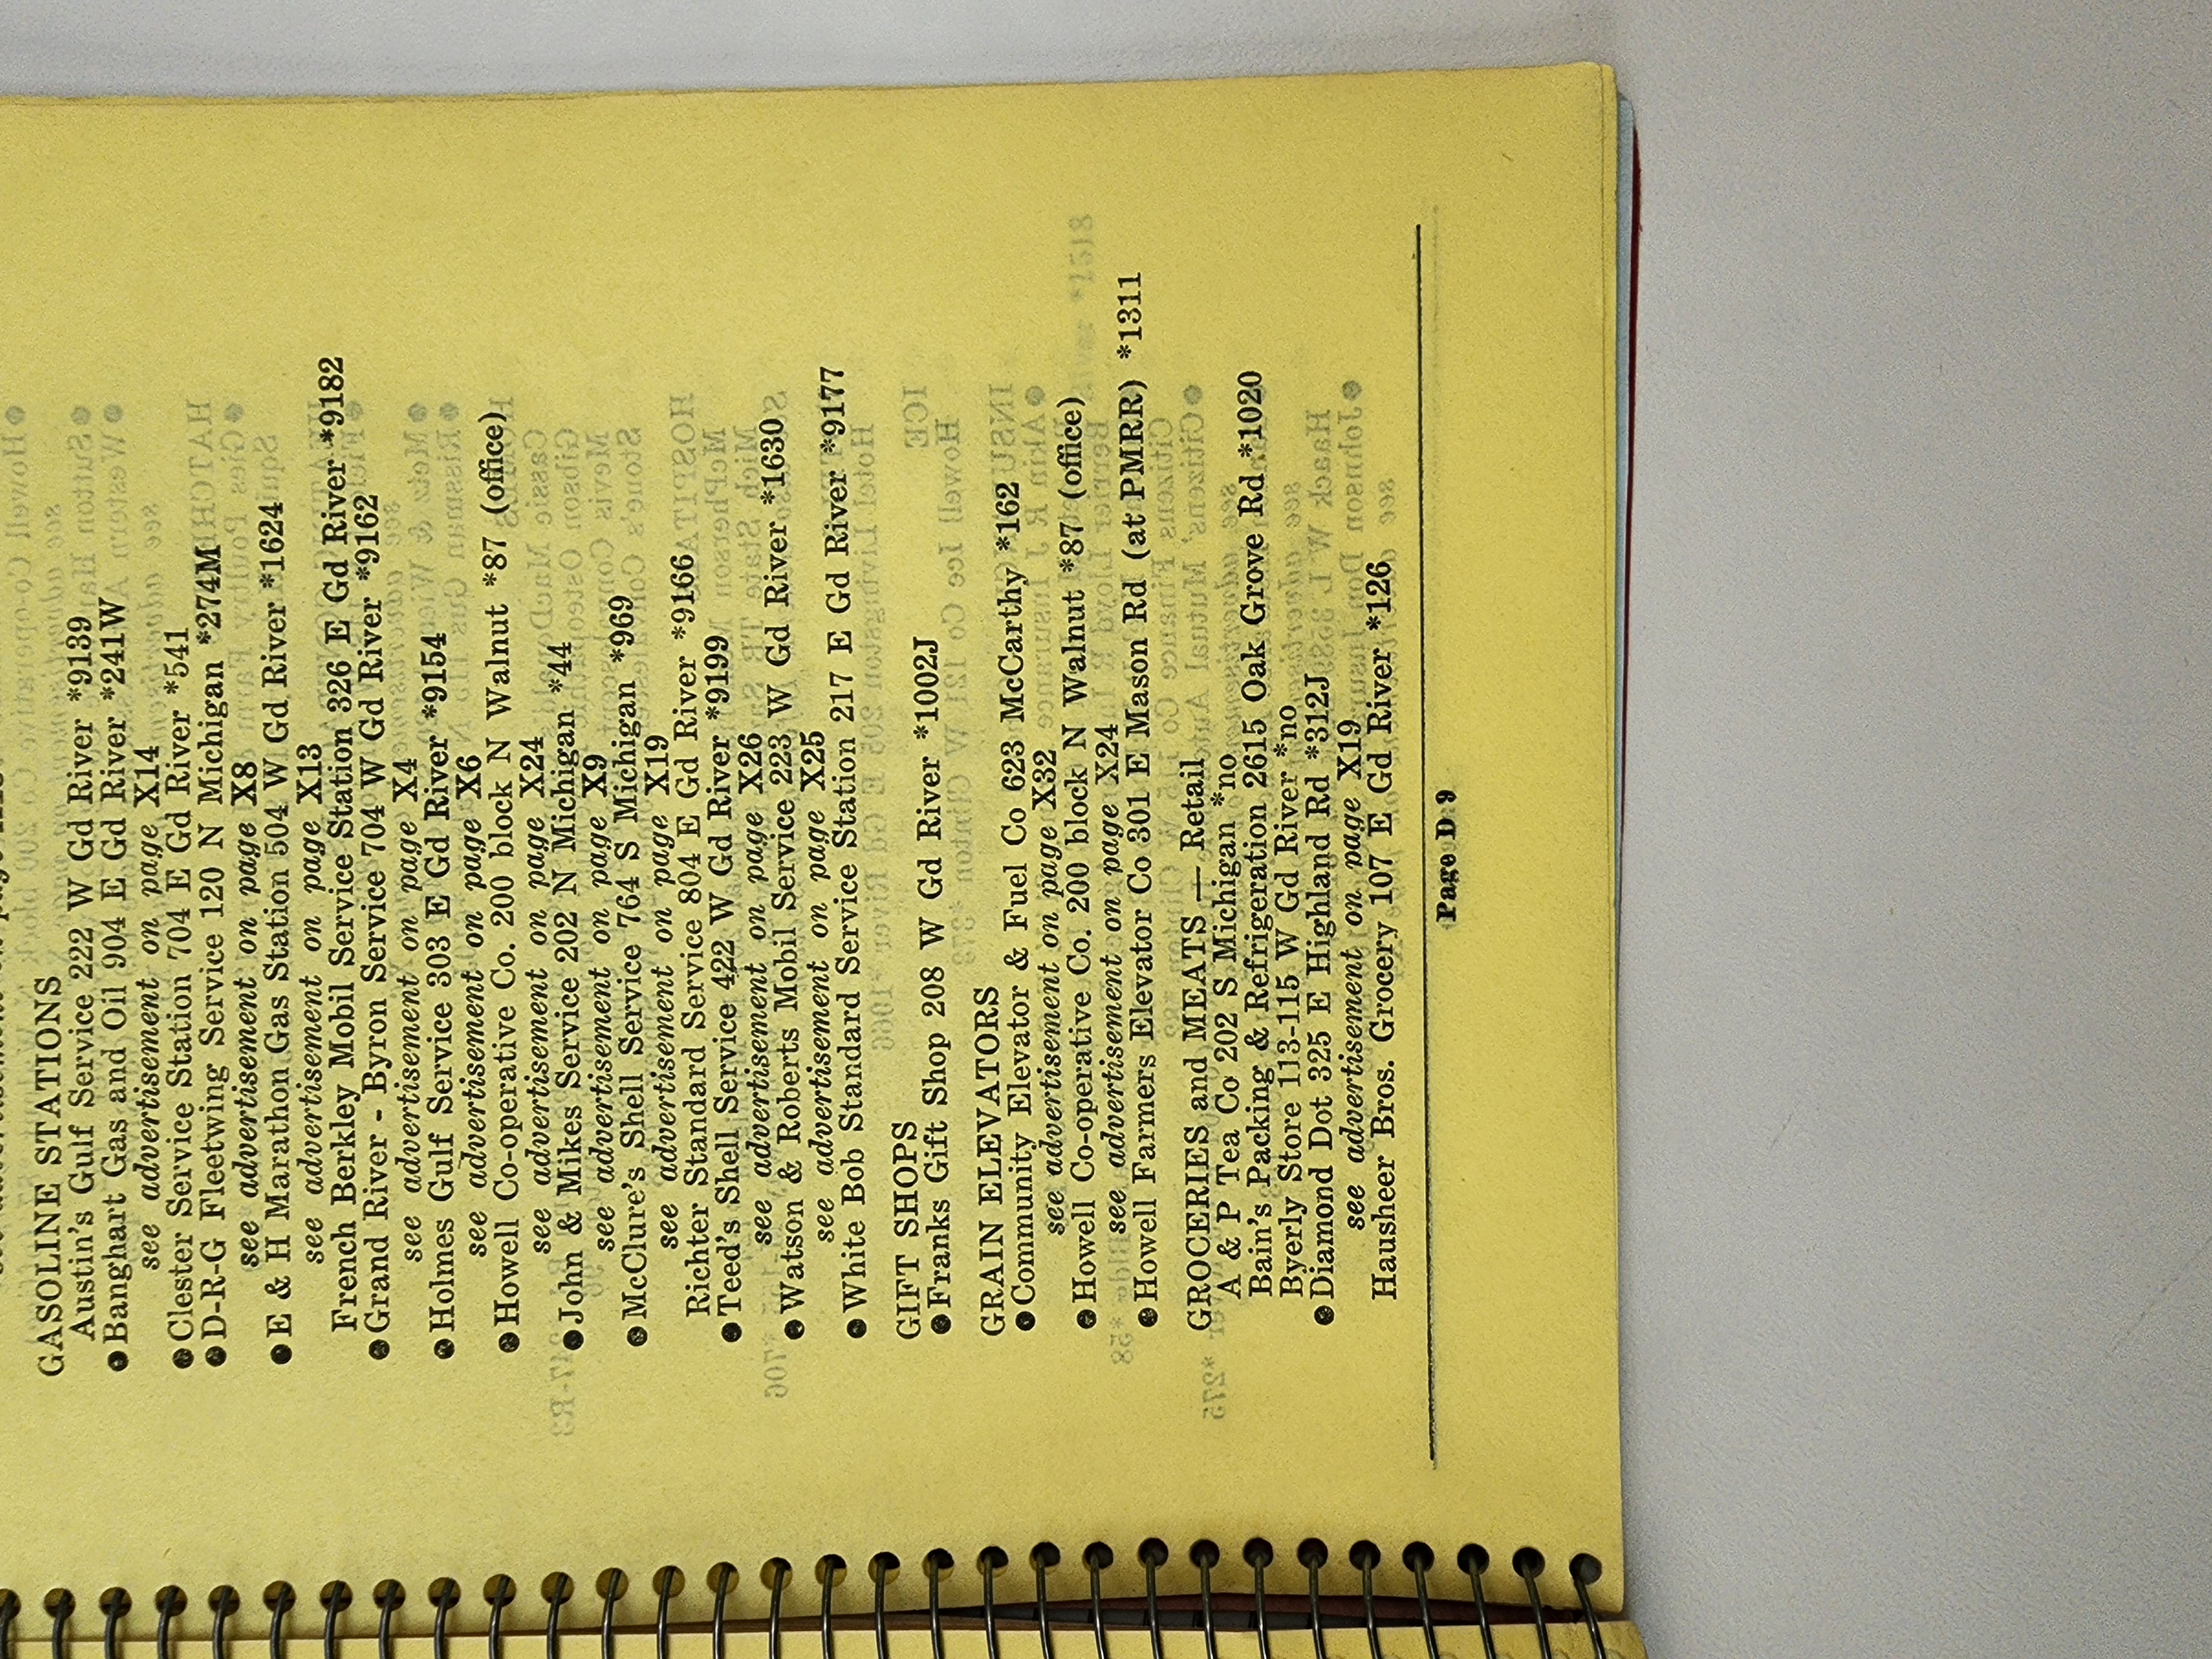 GASOLINE STATIONS
Austin's Gulf Service 222 W Gd River *9139
●Banghart Gas and Oil 904 E Gd River *241W
see advertisement on page X14
●Clester Service Station 704 E Gd River *541
●D-R-G Fleetwing Service 120 N Michigan *274M
see advertisement on page X8
●E & H Marathon Gas Station 504 W Gd River *1624
see advertisement on page X13
French Berkley Mobil Service Station 326 E Gd River *9182
●Grand River - Byron Service 704 W Gd River *9162
see advertisement on page X4
●Holmes Gulf Service 303 E Gd River *9154
see advertisement on page X6
●Howell Co-operative Co. 200 block N Walnut *87 (office)
see advertisement on page X24
●John & Mikes Service 202 N Michigan *44
see advertisement on page X9
●McClure's Shell Service 764 S Michigan *969
see advertisement on page X19
Richter Standard Service 804 E Gd River *9166
●Teed's Shell Service 422 W Gd River *9199
see advertisement on page X26
●Watson & Roberts Mobil Service 223 W Gd River *1630
see advertisement on page X25
●White Bob Standard Service Station 217 E Gd River *9177
GIFT SHOPS
●Franks Gift Shop 208 W Gd River *1002J
GRAIN ELEVATORS
●Community Elevator & Fuel Co 623 McCarthy *162
see advertisement on page X32
●Howell Co-operative Co. 200 block N Walnut *87 (office)
see advertisement on page X24
●Howell Farmers Elevator Co 301 E Mason Rd (at PMRR) *1311
GROCERIES and MEATS — Retail
A & P Tea Co 202 S Michigan *no
Bain's Packing & Refrigeration 2615 Oak Grove Rd *1020
Byerly Store 113-115 W Gd River *no
●Diamond Dot 325 E Highland Rd *312J
see advertisement on page X19
Hausheer Bros. Grocery 107 E Gd River *126
Page D 9